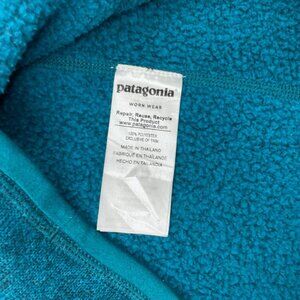 patagonia
WORN WEAR
Repair, Reuse, Recycle
This Product
www.patagonia.com
100% POLYESTER
EXCLUSIVE OF TRIM
MADE IN THAILAND
FABRIQUÉ EN THAÏLANDE
HECHO EN TAILANDIA